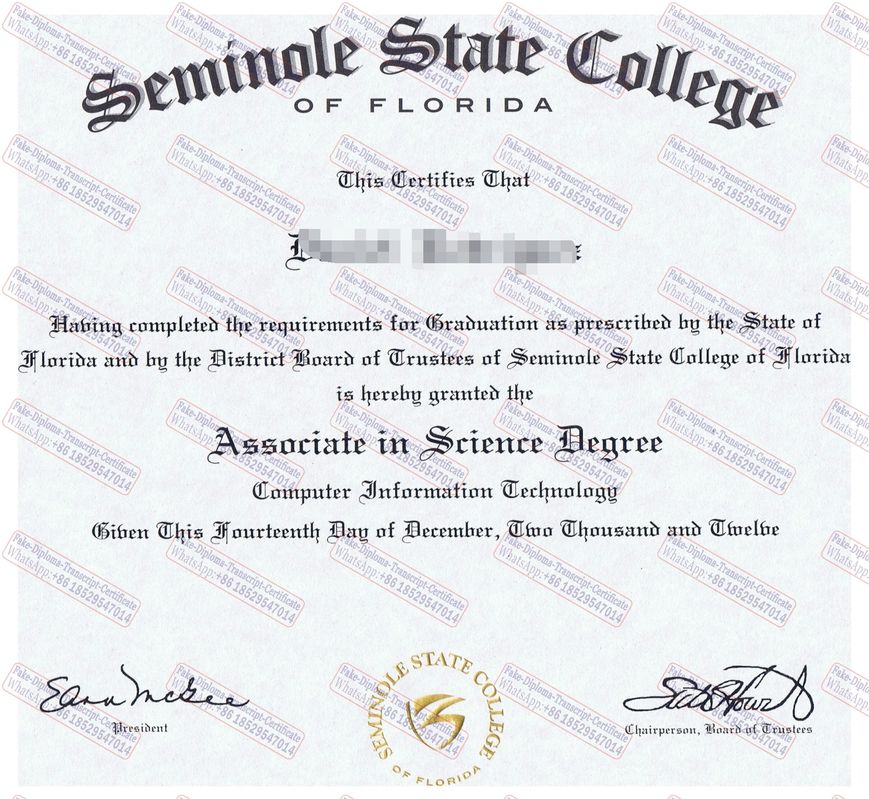 Seminole State College
OF FLORIDA
This Certifies That
Having completed the requirements for Graduation as prescribed by the State of
Florida and by the District Board of Trustees of Seminole State College of Florida
is hereby granted the
Associate in Science Degree
Computer Information Technology
Given This Fourteenth Day of December, Two Thousand and Twelve
President
Chairperson, Board of Trustees
SEMINOLE STATE COLLEGE
OF FLORIDA
Fake-Diploma-Transcript-Certificate
WhatsApp:+86 18529547014